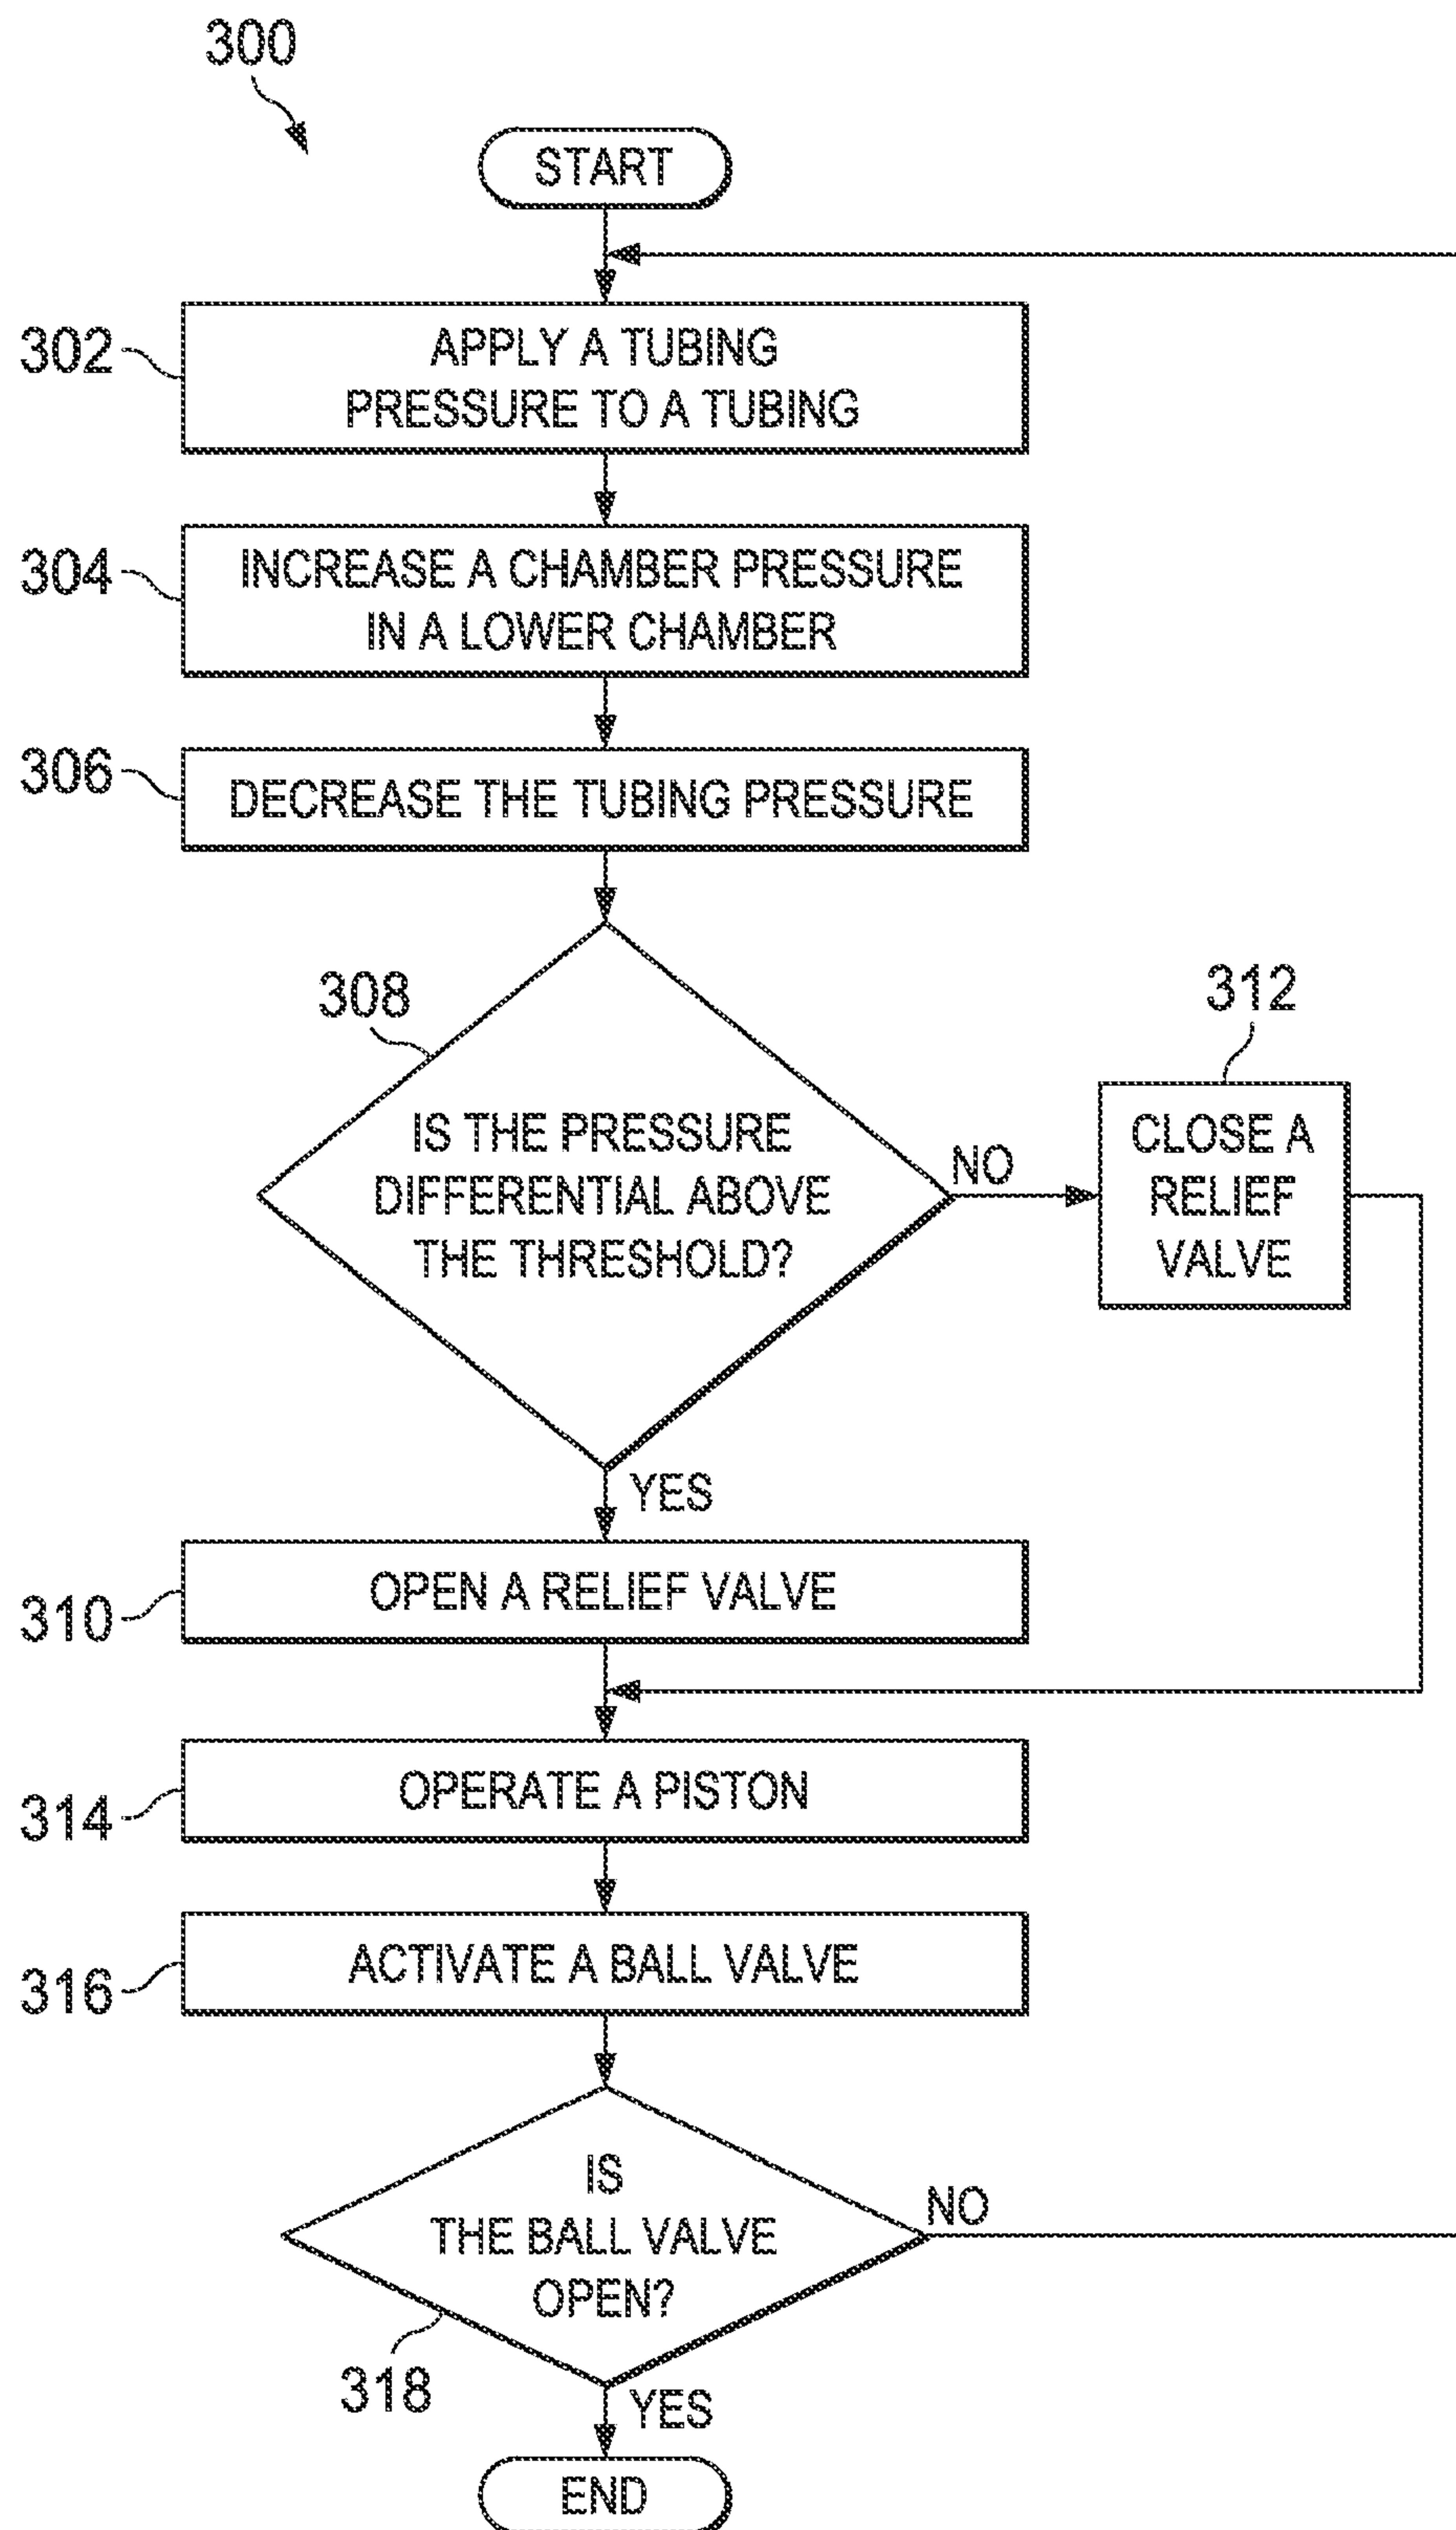 300
START
302
APPLY A TUBING
PRESSURE TO A TUBING
304
INCREASE A CHAMBER PRESSURE
IN A LOWER CHAMBER
306
DECREASE THE TUBING PRESSURE
308
IS THE PRESSURE
DIFFERENTIAL ABOVE
THE THRESHOLD?
NO
312
CLOSE A
RELIEF
VALVE
YES
310
OPEN A RELIEF VALVE
314
OPERATE A PISTON
316
ACTIVATE A BALL VALVE
IS
THE BALL VALVE
OPEN?
NO
318
YES
END